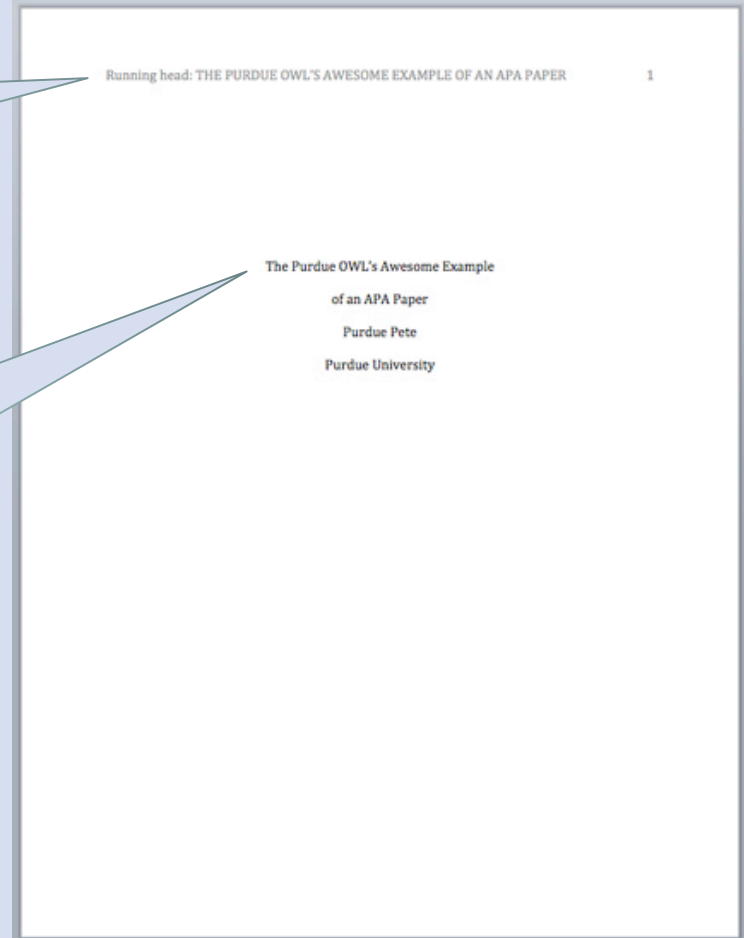 Running head: THE PURDUE OWL'S AWESOME EXAMPLE OF AN APA PAPER 1
The Purdue OWL's Awesome Example
of an APA Paper
Purdue Pete
Purdue University